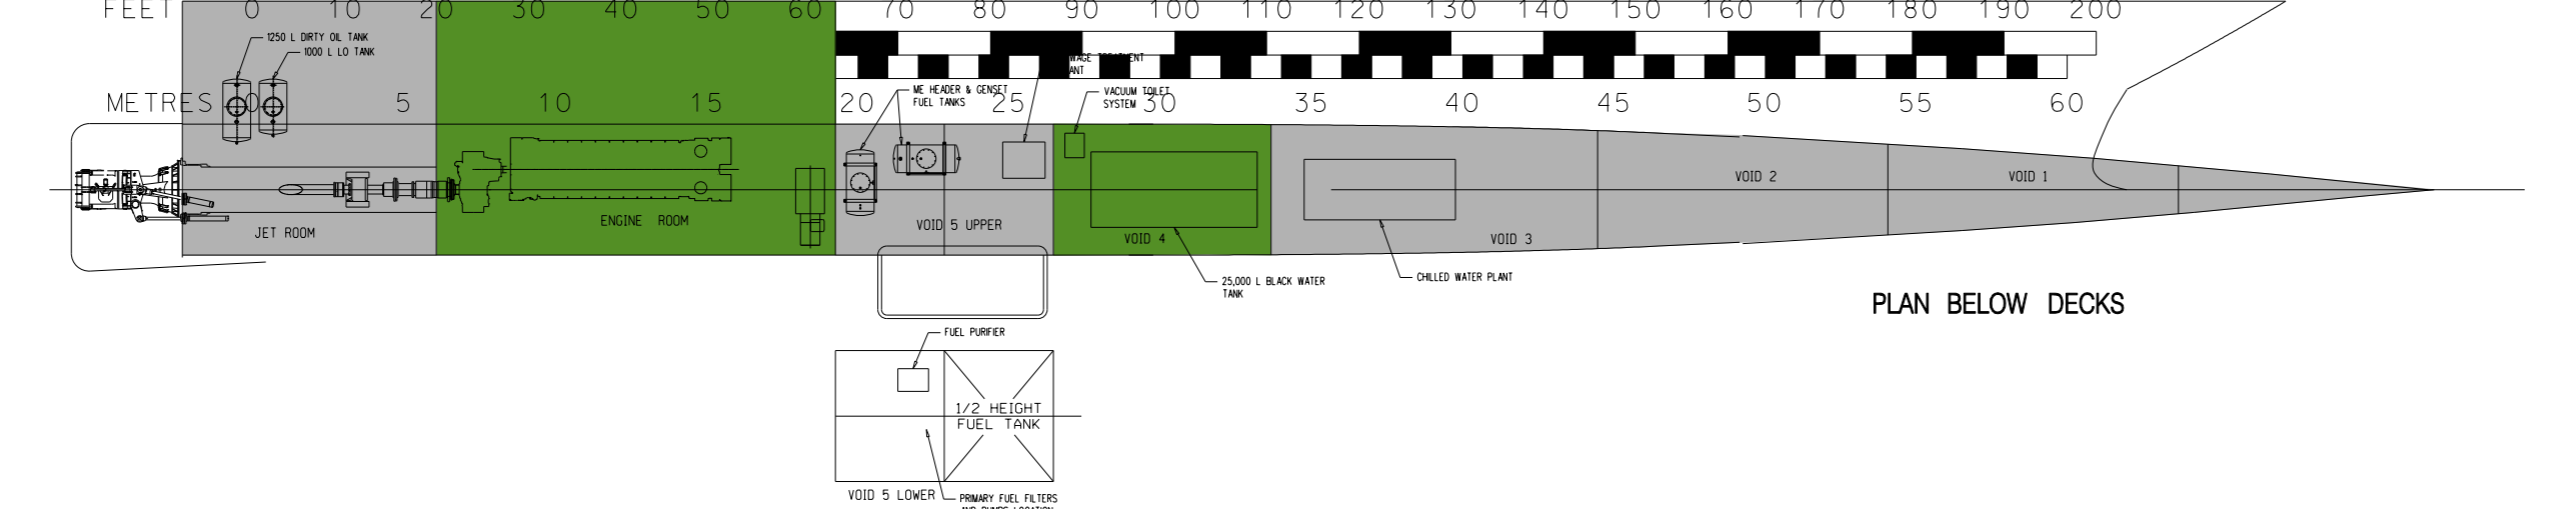 FEET 0 10 20 30 40 50 60 70 80 90 100 110 120 130 140 150 160 170 180 190 200
1250 L DIRTY OIL TANK
1000 L LO TANK
METRES 0 5 10 15 20 25 30 35 40 45 50 55 60
ME HEADER & GENSET
FUEL TANKS
VACUUM TOILET
SYSTEM
TREATMENT
JET ROOM
ENGINE ROOM
VOID 5 UPPER
VOID 4
VOID 3
VOID 2
VOID 1
25,000 L BLACK WATER
TANK
CHILLED WATER PLANT
PLAN BELOW DECKS
FUEL PURIFIER
1/2 HEIGHT
FUEL TANK
VOID 5 LOWER
PRIMARY FUEL FILTERS
AND PUMPS LOCATION